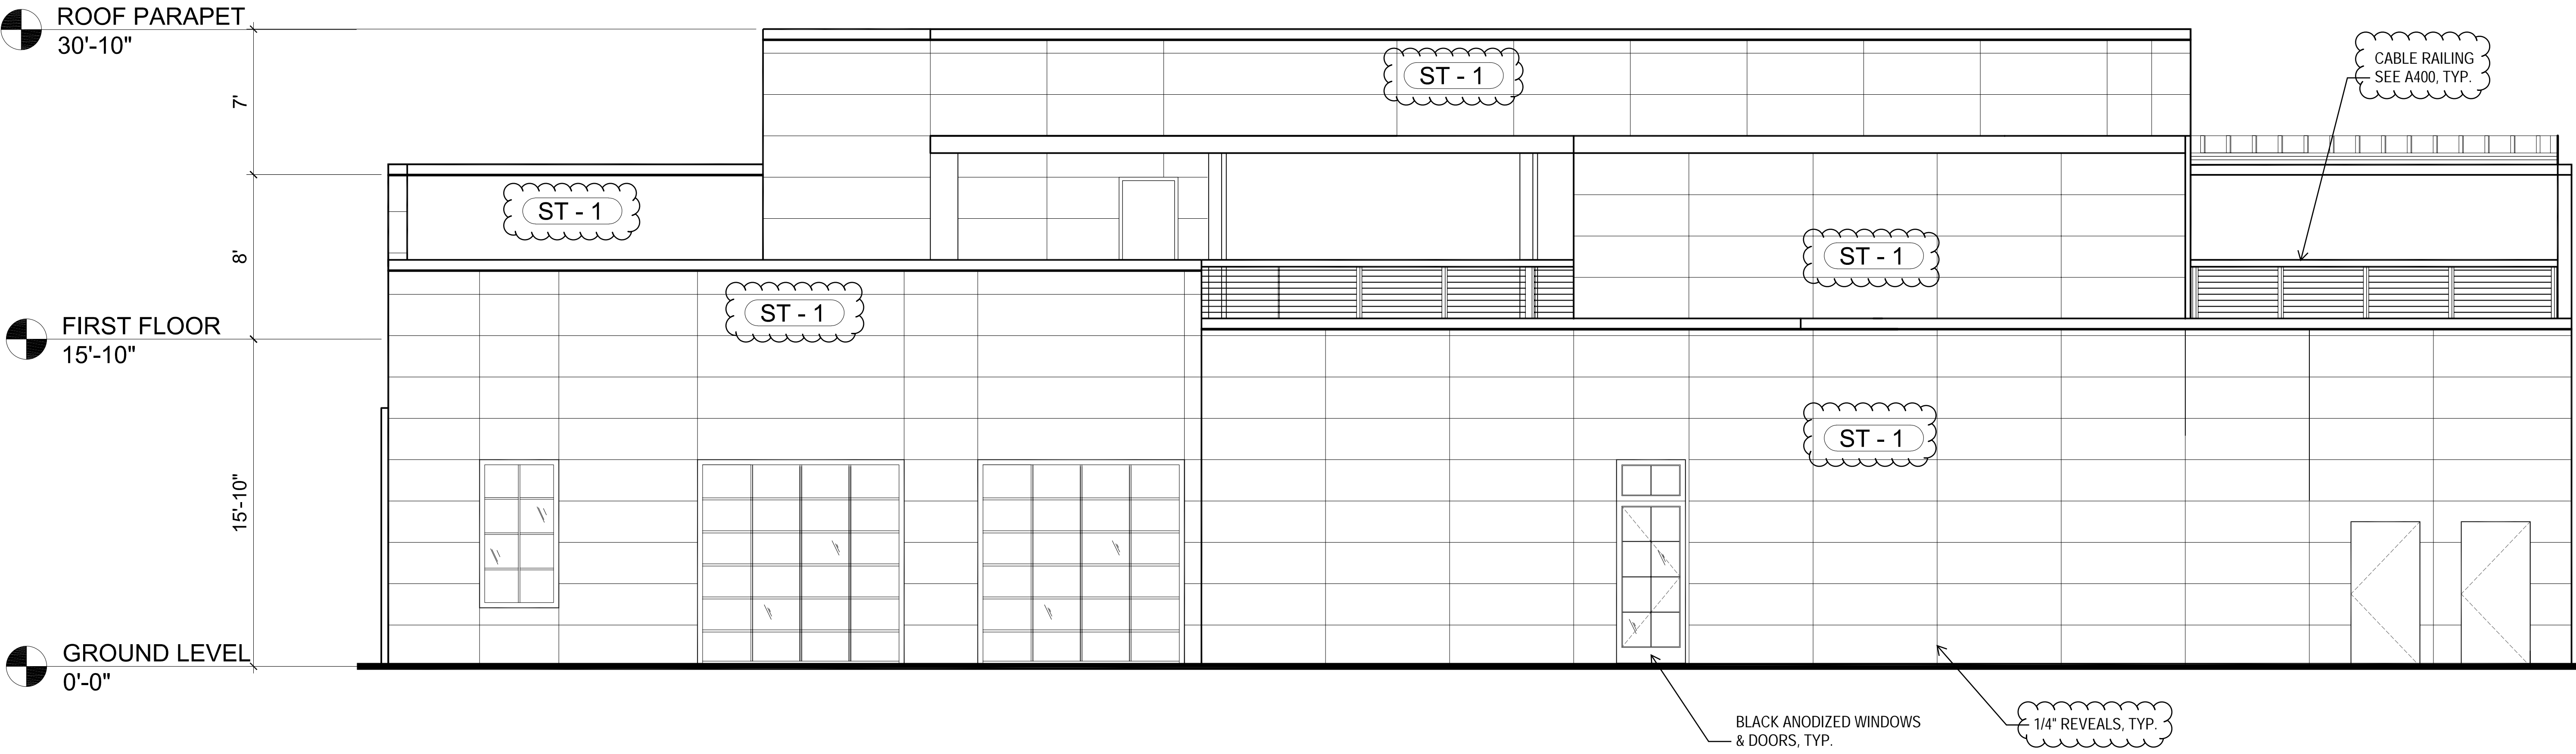 ROOF PARAPET
30'-10"
7'
ST - 1
CABLE RAILING
SEE A400, TYP.
ST - 1
8'
ST - 1
ST - 1
FIRST FLOOR
15'-10"
ST - 1
15'-10"
GROUND LEVEL
0'-0"
BLACK ANODIZED WINDOWS
& DOORS, TYP.
1/4" REVEALS, TYP.